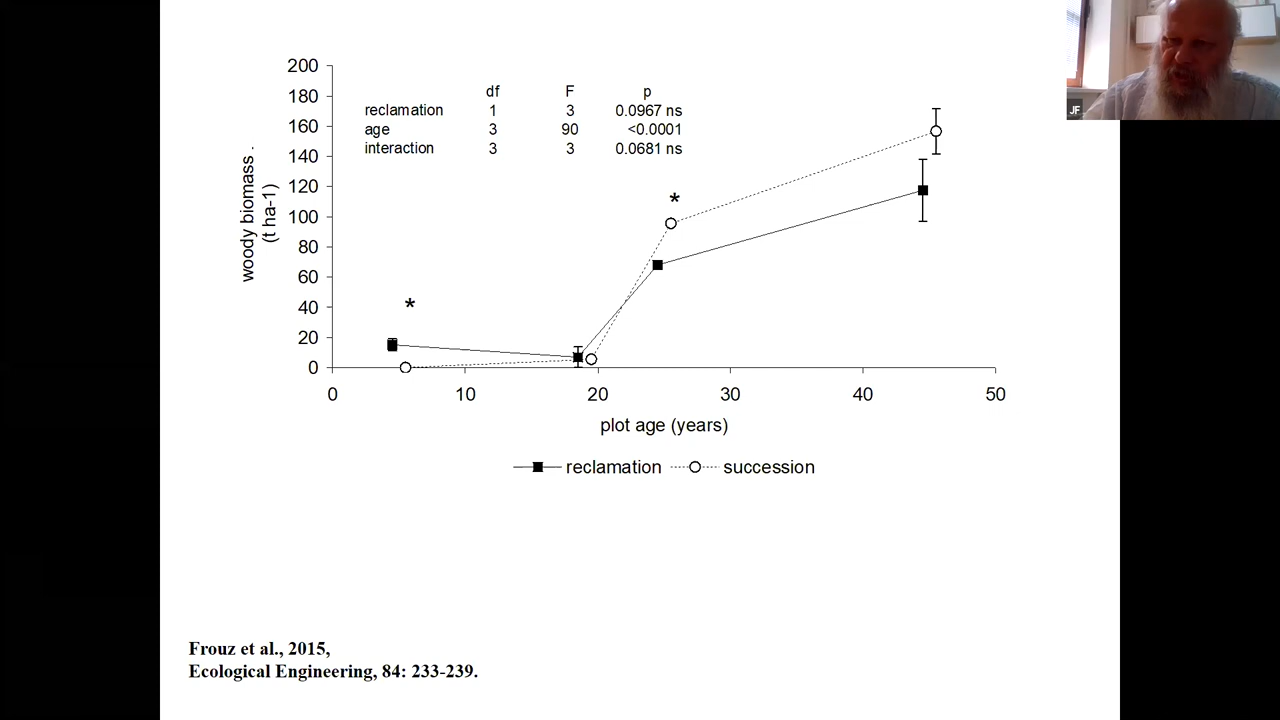 JF
200
180
160
140
120
100
80
60
40
20
0
woody biomass .
(t ha-1)
df F p
reclamation 1 3 0.0967 ns
age 3 90 <0.0001
interaction 3 3 0.0681 ns
*
*
0 10 20 30 40 50
plot age (years)
reclamation succession
Frouz et al., 2015,
Ecological Engineering, 84: 233-239.